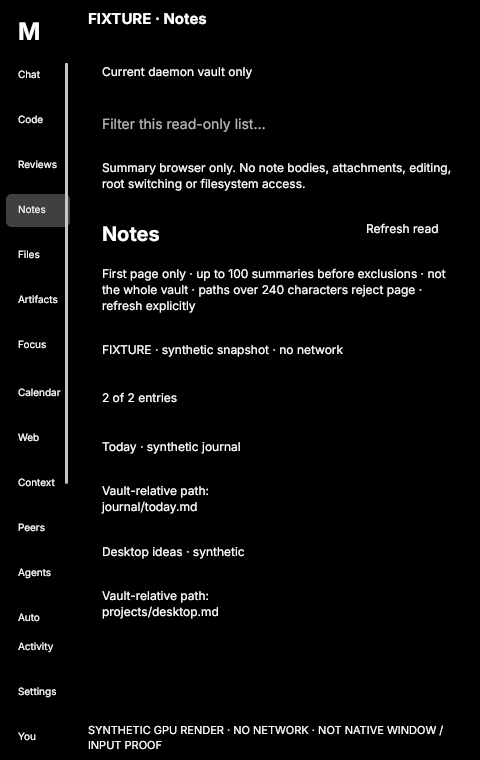 M
Chat
Code
Reviews
Notes
Files
Artifacts
Focus
Calendar
Web
Context
Peers
Agents
Auto
Activity
Settings
You
FIXTURE · Notes
Current daemon vault only
Filter this read-only list...
Summary browser only. No note bodies, attachments, editing,
root switching or filesystem access.
Notes
Refresh read
First page only · up to 100 summaries before exclusions · not
the whole vault · paths over 240 characters reject page ·
refresh explicitly
FIXTURE · synthetic snapshot · no network
2 of 2 entries
Today · synthetic journal
Vault-relative path:
journal/today.md
Desktop ideas · synthetic
Vault-relative path:
projects/desktop.md
SYNTHETIC GPU RENDER · NO NETWORK · NOT NATIVE WINDOW /
INPUT PROOF